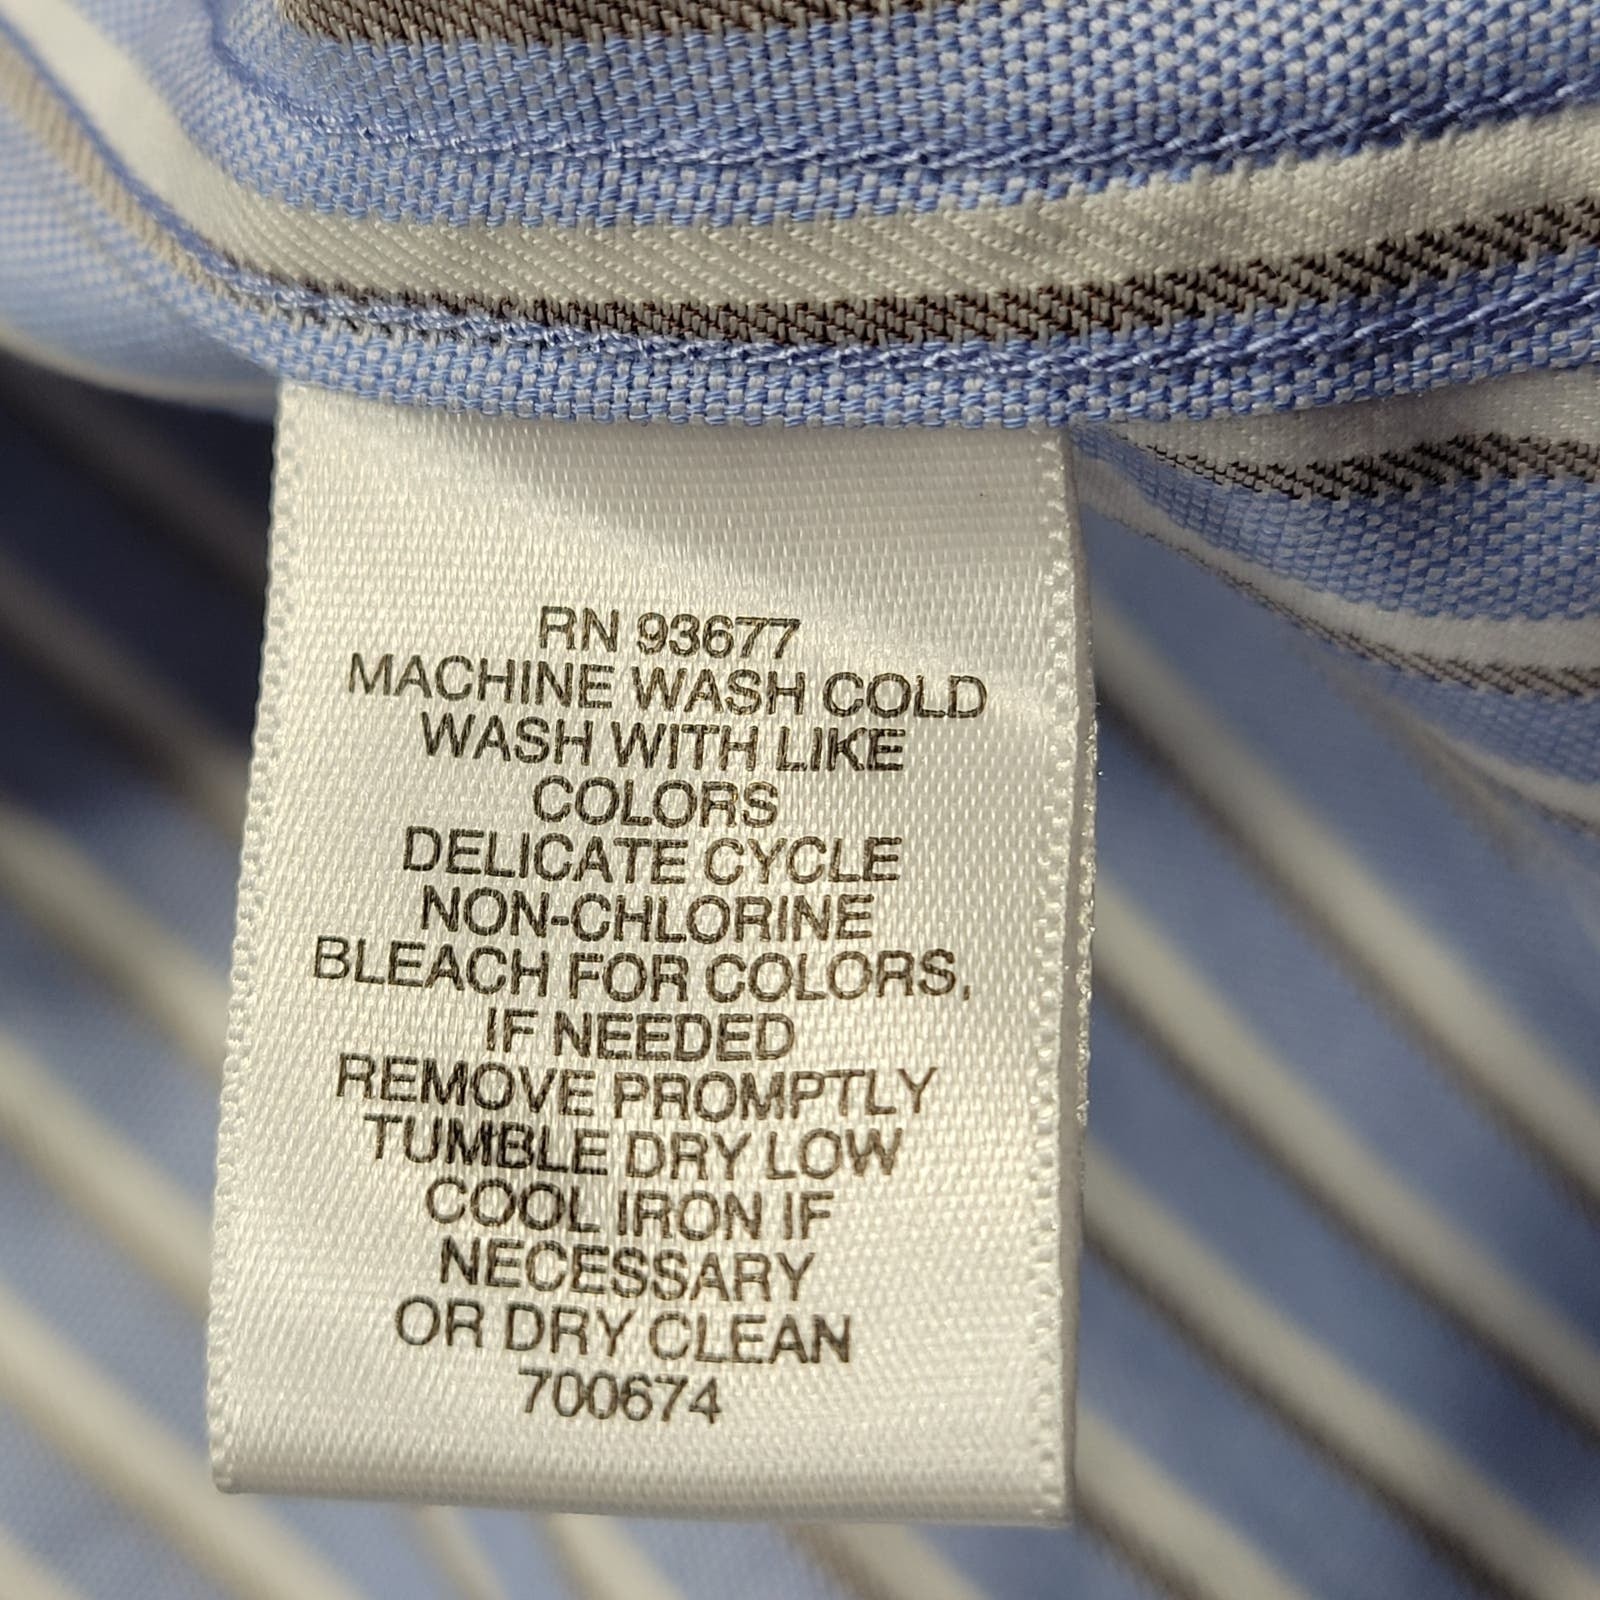 RN 93677
MACHINE WASH COLD
WASH WITH LIKE
COLORS
DELICATE CYCLE
NON-CHLORINE
BLEACH FOR COLORS,
IF NEEDED
REMOVE PROMPTLY
TUMBLE DRY LOW
COOL IRON IF
NECESSARY
OR DRY CLEAN
700674